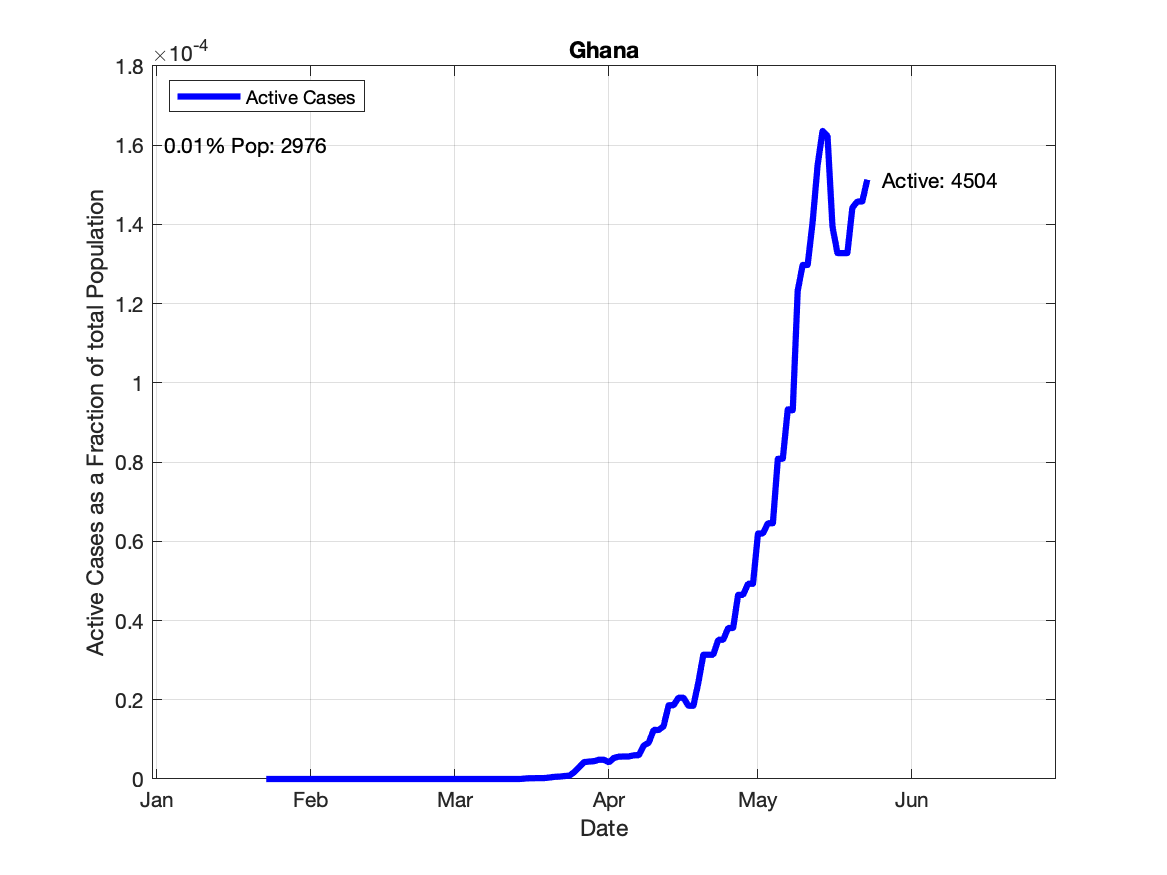 Ghana
×10-4
1.8
Active Cases
1.6
0.01% Pop: 2976
Active: 4504
1.4
1.2
1
0.8
0.6
0.4
0.2
0
Active Cases as a Fraction of total Population
Jan Feb Mar Apr May Jun
Date